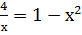 4/x = 1 − x²